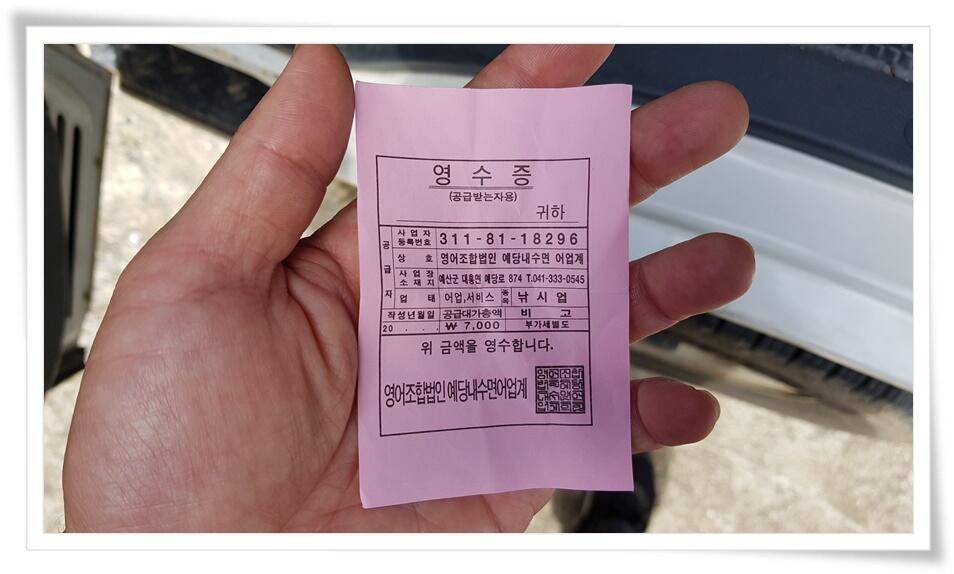 영 수 증
(공급받는자용)
귀하
공급자
사업자등록번호 311-81-18296
상 호 영어조합법인 예당내수면 어업계
사업장소재지 예산군 대흥면 예당로 874 T.041-333-0545
업 태 어업,서비스 종목 낚시업
작성년월일 공급대가총액 비 고
20 . . . ₩ 7,000 부가세별도
위 금액을 영수합니다.
영어조합법인 예당내수면어업계